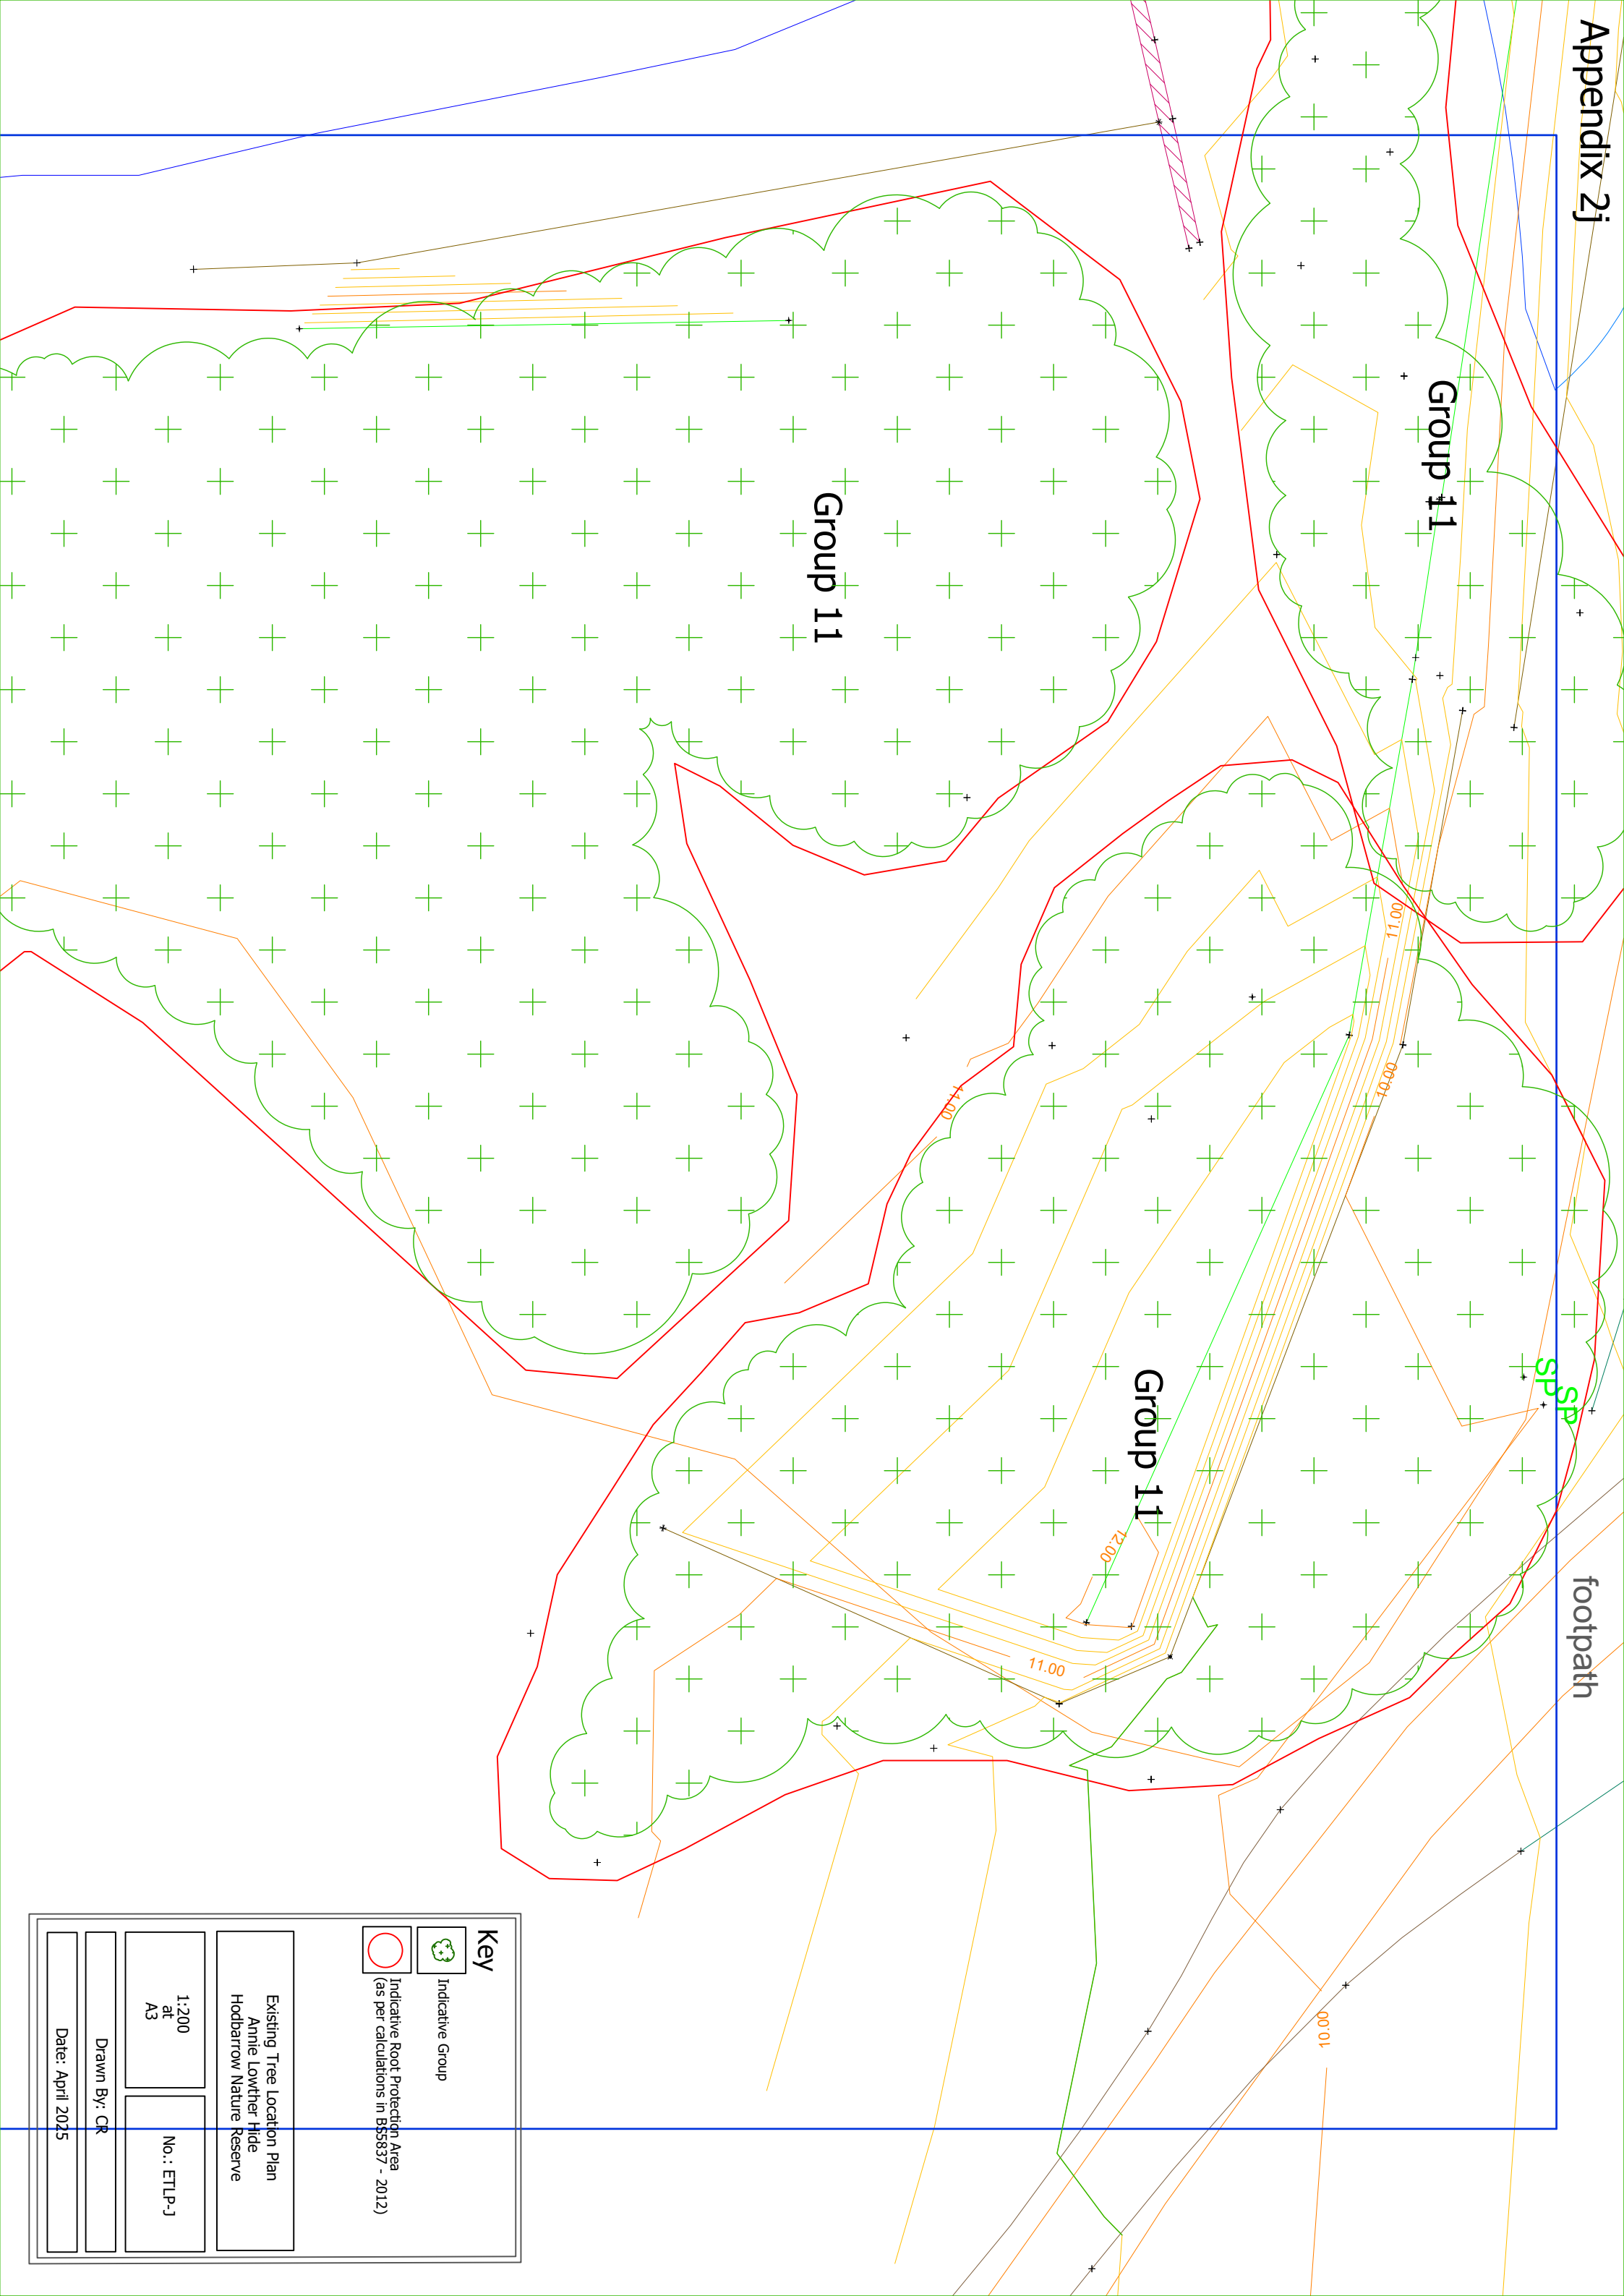 Appendix 2j
Group 11
Group 11
11.00
10.00
11.00
SP
SP
Group 11
12.00
11.00
footpath
10.00
Key
Indicative Group
Indicative Root Protection Area
(as per calculations in BS5837 - 2012)
Existing Tree Location Plan
Annie Lowther Hide
Hodbarrow Nature Reserve
1:200
at
A3
No.: ETLP-J
Drawn By: CR
Date: April 2025